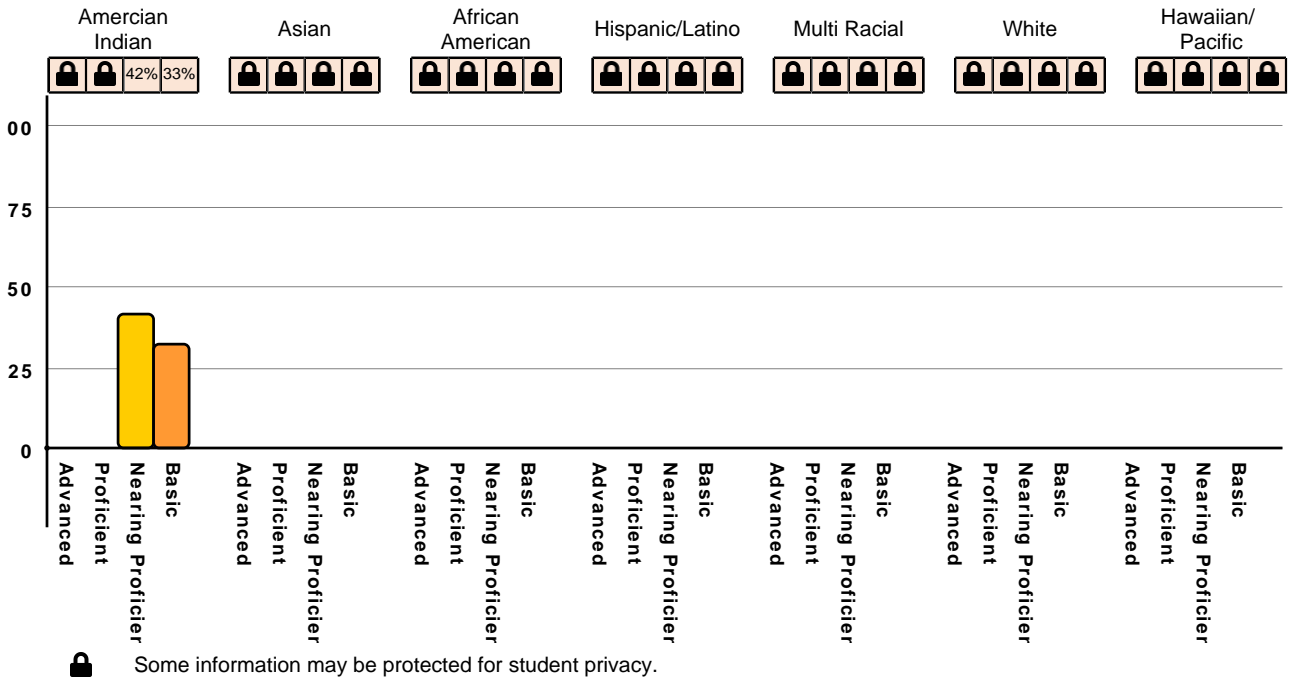 Amercian
Indian
Asian
African
American
Hispanic/Latino
Multi Racial
White
Hawaiian/
Pacific
42% 33%
00
75
50
25
0
Advanced
Proficient
Nearing Proficier
Basic
Advanced
Proficient
Nearing Proficier
Basic
Advanced
Proficient
Nearing Proficier
Basic
Advanced
Proficient
Nearing Proficier
Basic
Advanced
Proficient
Nearing Proficier
Basic
Advanced
Proficient
Nearing Proficier
Basic
Advanced
Proficient
Nearing Proficier
Basic
Some information may be protected for student privacy.